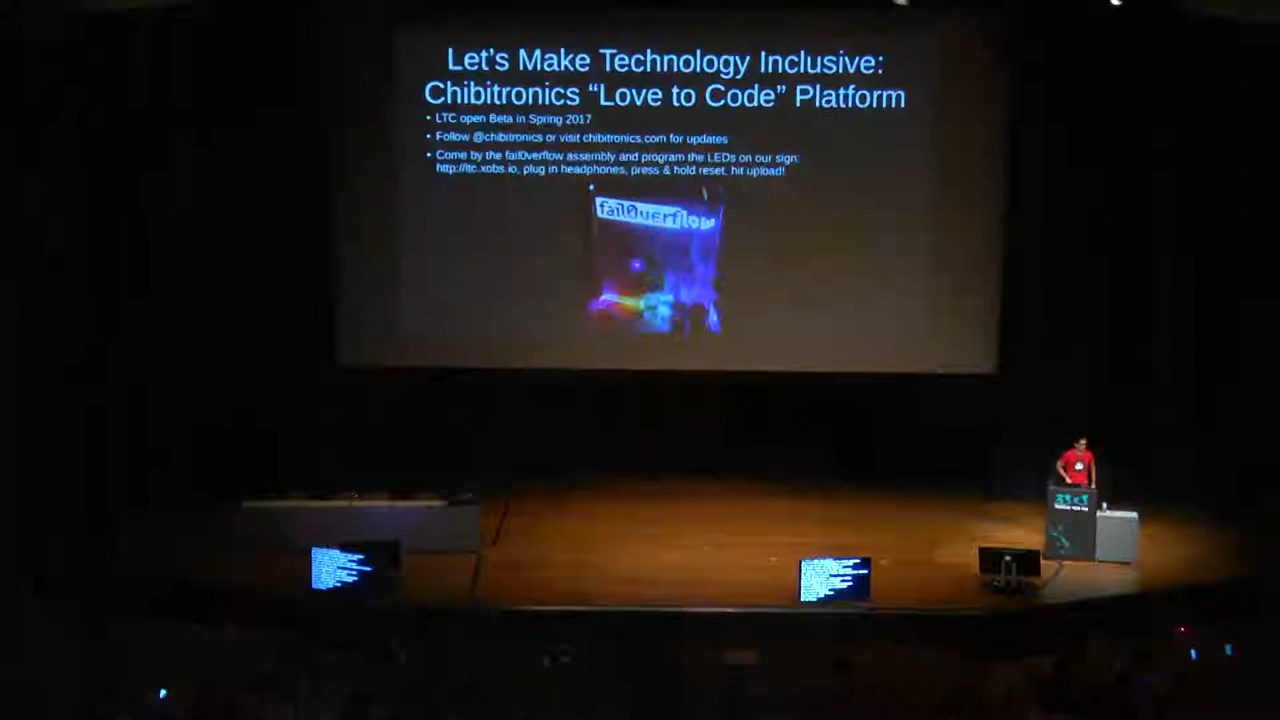 Let's Make Technology Inclusive:
Chibitronics “Love to Code” Platform
• LTC open Beta in Spring 2017
• Follow @chibitronics or visit chibitronics.com for updates
• Come by the fail0verflow assembly and program the LEDs on our sign:
http://ltc.xobs.io, plug in headphones, press & hold reset, hit upload!
fail0verflow